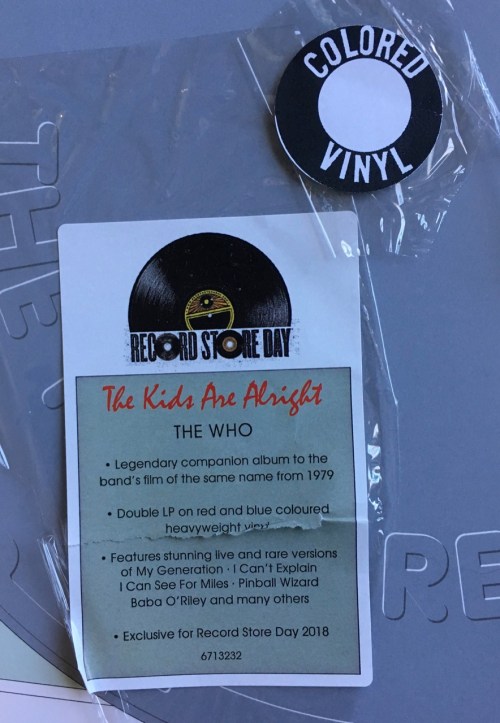 COLORED
VINYL
THE
RECORD STORE DAY
The Kids Are Alright
THE WHO
• Legendary companion album to the
band's film of the same name from 1979
• Double LP on red and blue coloured
heavyweight vinyl
• Features stunning live and rare versions
of My Generation · I Can't Explain
I Can See For Miles · Pinball Wizard
Baba O'Riley and many others
• Exclusive for Record Store Day 2018
6713232
RE